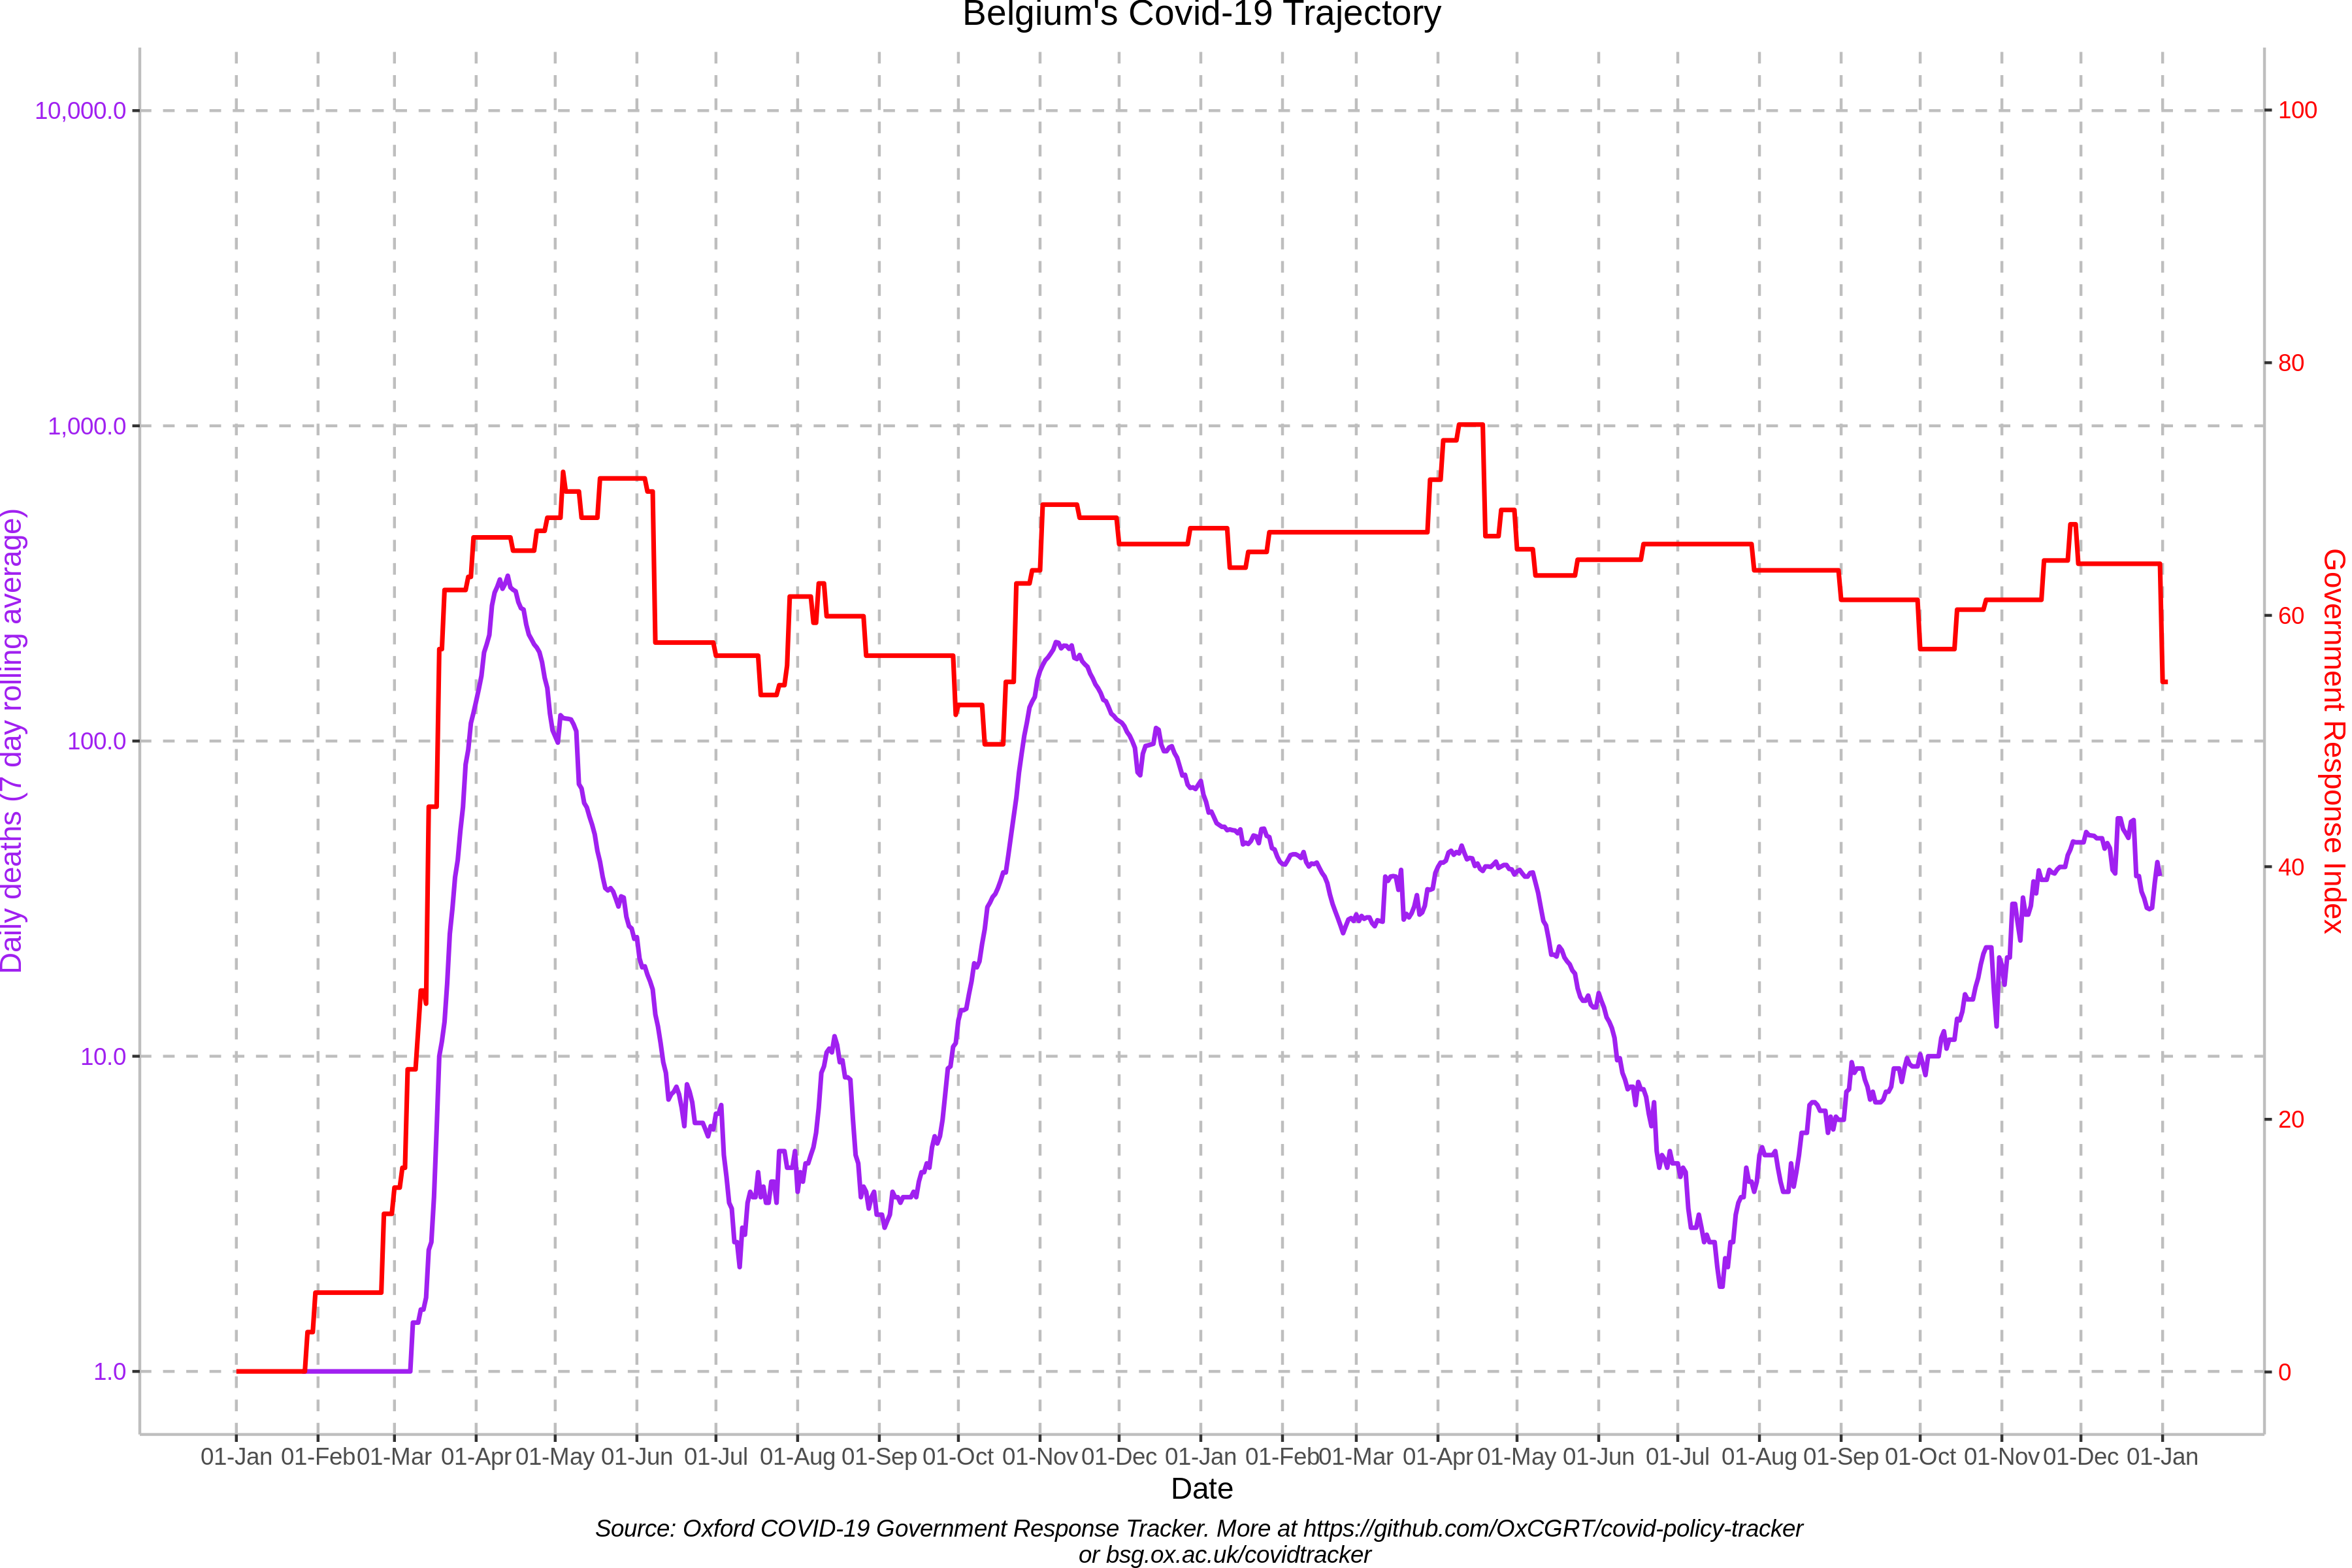 Belgium's Covid-19 Trajectory
10,000.0
1,000.0
100.0
10.0
1.0
Daily deaths (7 day rolling average)
100
80
60
40
20
0
Government Response Index
01-Jan 01-Feb 01-Mar 01-Apr 01-May 01-Jun 01-Jul 01-Aug 01-Sep 01-Oct 01-Nov 01-Dec 01-Jan 01-Feb 01-Mar 01-Apr 01-May 01-Jun 01-Jul 01-Aug 01-Sep 01-Oct 01-Nov 01-Dec 01-Jan
Date
Source: Oxford COVID-19 Government Response Tracker. More at https://github.com/OxCGRT/covid-policy-tracker
or bsg.ox.ac.uk/covidtracker